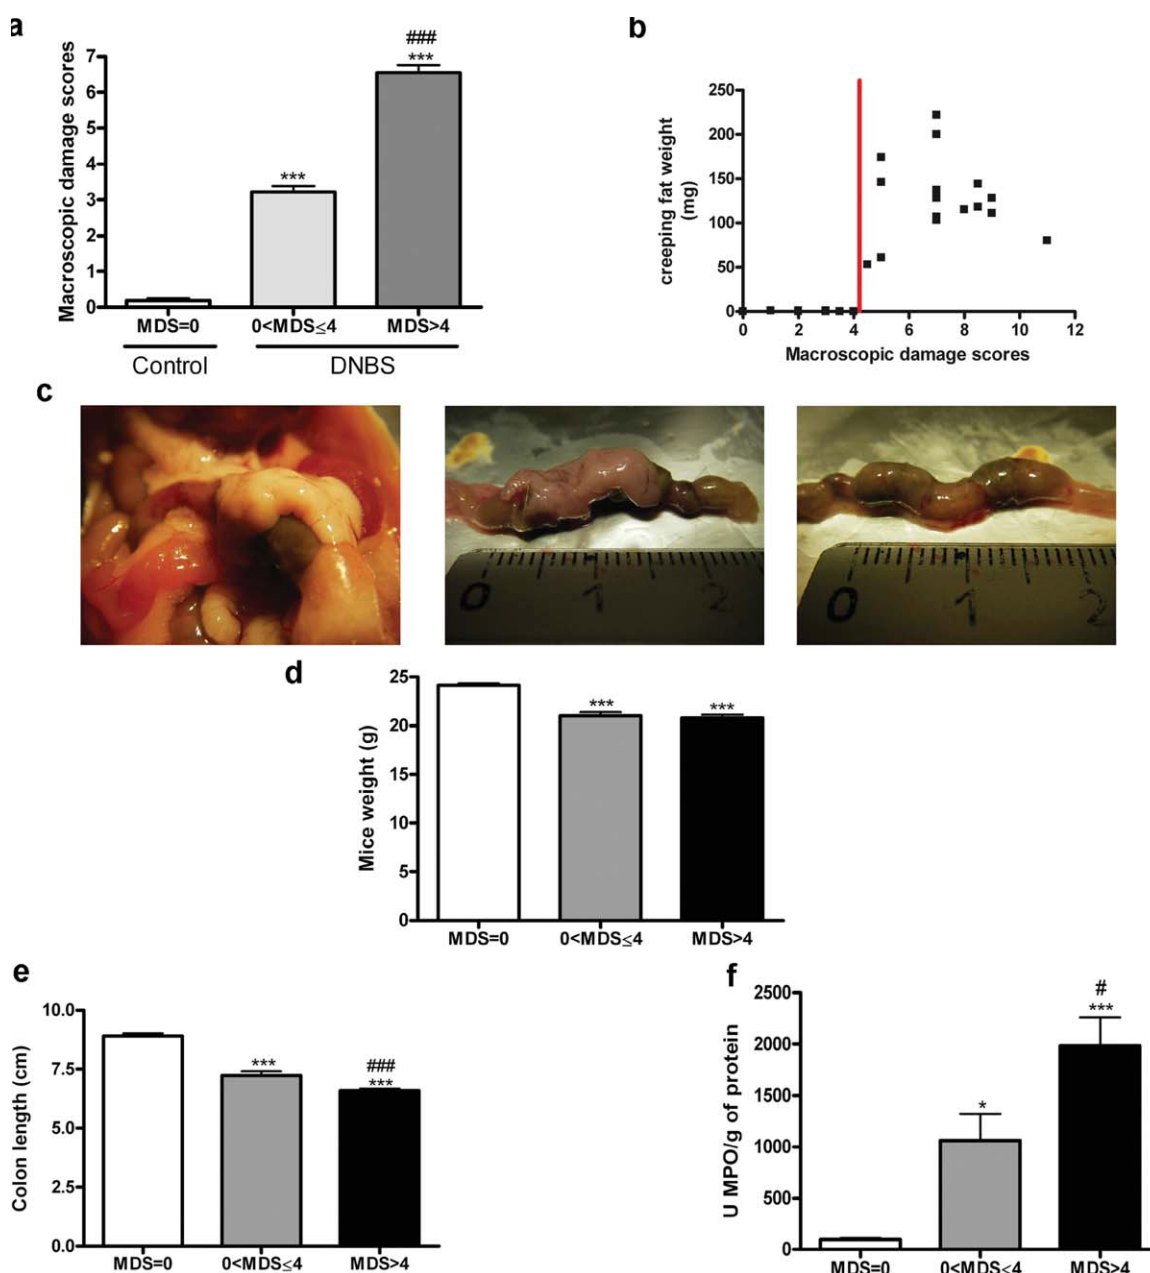 a
Macroscopic damage scores
7
6
5
4
3
2
1
0
***
###
***
MDS=0
0<MDS≤4
MDS>4
Control
DNBS
b
creeping fat weight
(mg)
250
200
150
100
50
0
0 2 4 6 8 10 12
Macroscopic damage scores
c
0 1 2
0 1 2
d
Mice weight (g)
25
20
15
10
5
0
***
***
MDS=0
0<MDS≤4
MDS>4
e
Colon length (cm)
10.0
7.5
5.0
2.5
0.0
***
###
***
MDS=0
0<MDS≤4
MDS>4
f
U MPO/g of protein
2500
2000
1500
1000
500
0
*
#
***
MDS=0
0<MDS≤4
MDS>4